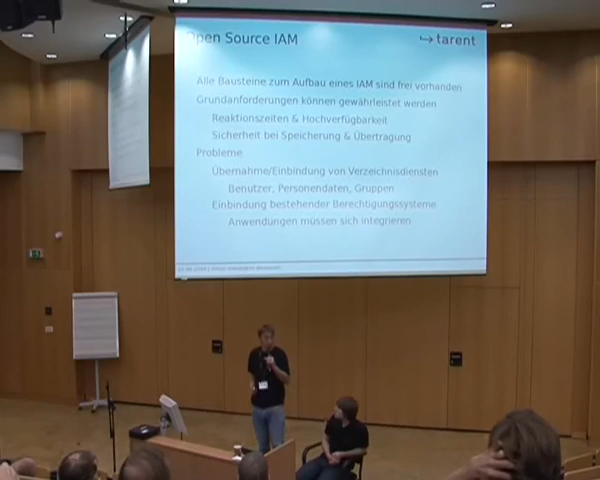 Open Source IAM
tarent
Alle Bausteine zum Aufbau eines IAM sind frei vorhanden
Grundanforderungen können gewährleistet werden
Reaktionszeiten & Hochverfügbarkeit
Sicherheit bei Speicherung & Übertragung
Probleme
Übernahme/Einbindung von Verzeichnisdiensten
Benutzer, Personendaten, Gruppen
Einbindung bestehender Berechtigungssysteme
Anwendungen müssen sich integrieren